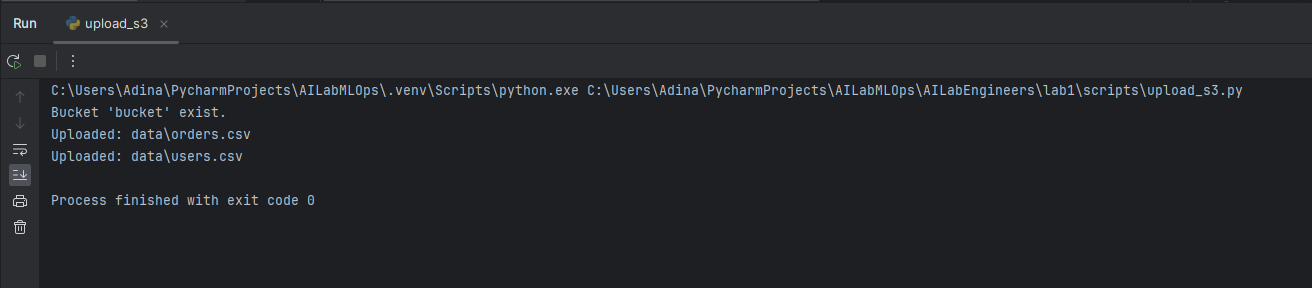 Run upload_s3
C:\Users\Adina\PycharmProjects\AILabMLOps\.venv\Scripts\python.exe C:\Users\Adina\PycharmProjects\AILabMLOps\AILabEngineers\lab1\scripts\upload_s3.py
Bucket 'bucket' exist.
Uploaded: data\orders.csv
Uploaded: data\users.csv
Process finished with exit code 0